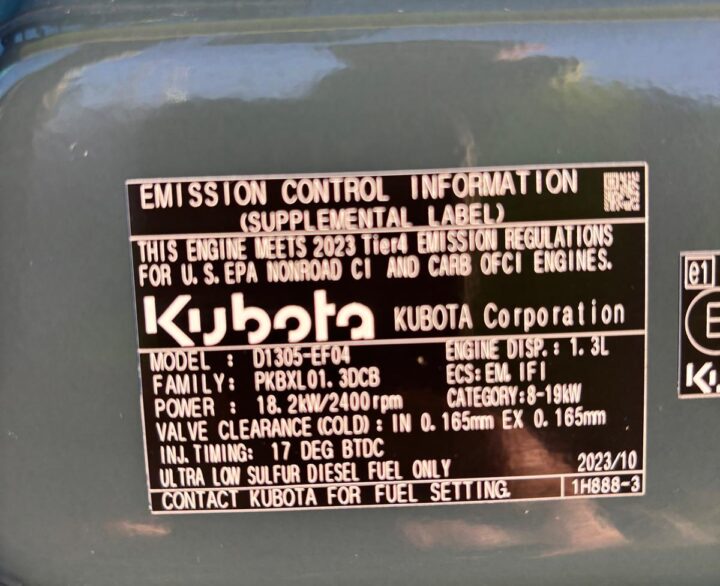 EMISSION CONTROL INFORMATION
(SUPPLEMENTAL LABEL)
THIS ENGINE MEETS 2023 Tier4 EMISSION REGULATIONS
FOR U.S. EPA NONROAD CI AND CARB OFCI ENGINES.
Kubota KUBOTA Corporation
MODEL : D1305-EF04 ENGINE DISP. : 1.3L
FAMILY: PKBXL01.3DCB ECS: EM, IFI
POWER : 18.2kW/2400rpm CATEGORY:8-19kW
VALVE CLEARANCE (COLD) : IN 0.165mm EX 0.165mm
INJ. TIMING: 17 DEG BTDC
ULTRA LOW SULFUR DIESEL FUEL ONLY 2023/10
CONTACT KUBOTA FOR FUEL SETTING. 1H888-3
e1